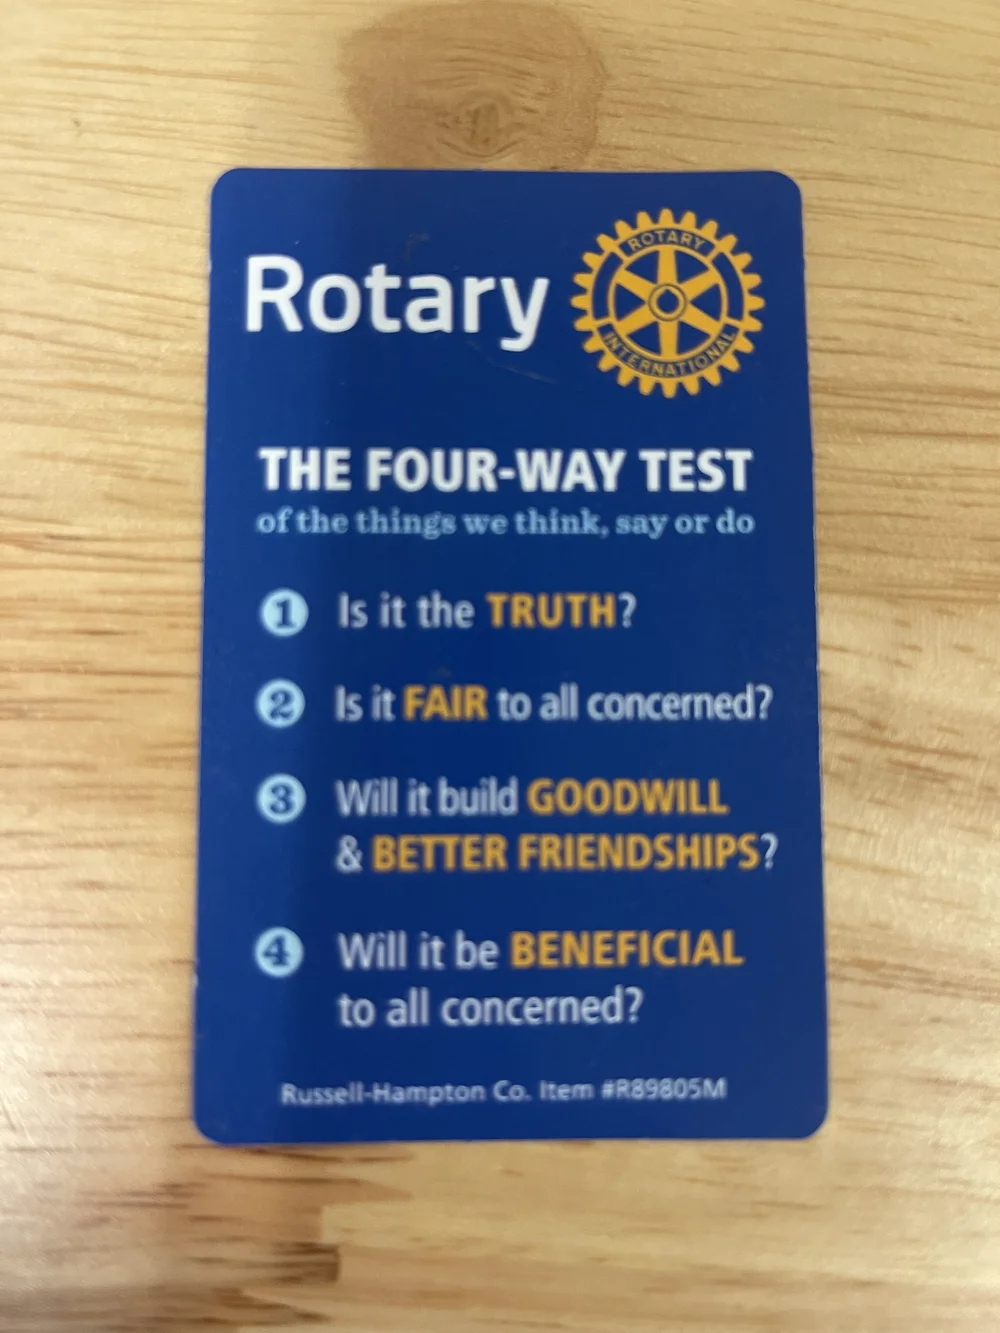 Rotary
ROTARY
INTERNATIONAL
THE FOUR-WAY TEST
of the things we think, say or do
1 Is it the TRUTH?
2 Is it FAIR to all concerned?
3 Will it build GOODWILL
& BETTER FRIENDSHIPS?
4 Will it be BENEFICIAL
to all concerned?
Russell-Hampton Co. Item #R89805M